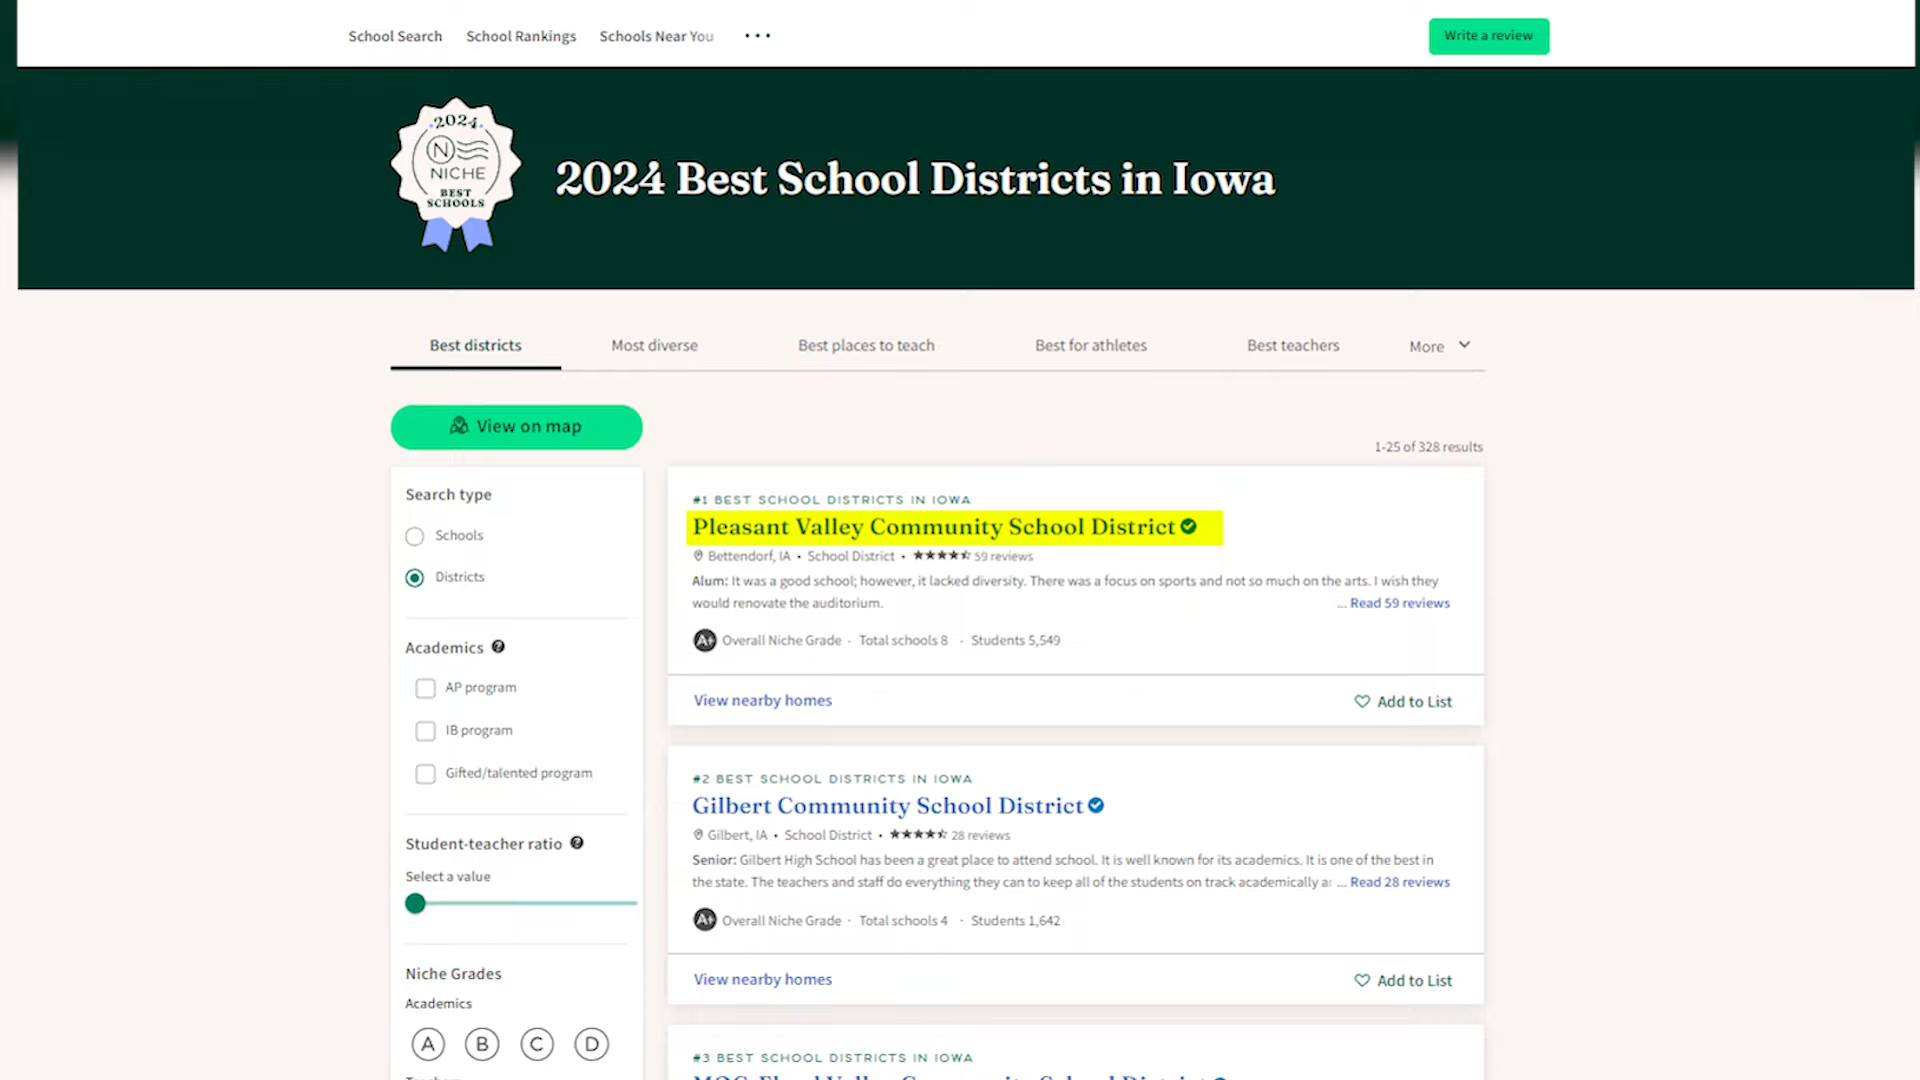 School Search School Rankings Schools Near You •••
Write a review
2024
N
NICHE
BEST
SCHOOLS
2024 Best School Districts in Iowa
Best districts Most diverse Best places to teach Best for athletes Best teachers More
View on map
1-25 of 328 results
Search type
Schools
Districts
Academics ?
AP program
IB program
Gifted/talented program
Student-teacher ratio ?
Select a value
Niche Grades
Academics
A B C D
#1 BEST SCHOOL DISTRICTS IN IOWA
Pleasant Valley Community School District
Bettendorf, IA • School District • ★★★★★ 59 reviews
Alum: It was a good school; however, it lacked diversity. There was a focus on sports and not so much on the arts. I wish they
would renovate the auditorium. ... Read 59 reviews
A+ Overall Niche Grade · Total schools 8 · Students 5,549
View nearby homes Add to List
#2 BEST SCHOOL DISTRICTS IN IOWA
Gilbert Community School District
Gilbert, IA • School District • ★★★★★ 28 reviews
Senior: Gilbert High School has been a great place to attend school. It is well known for its academics. It is one of the best in
the state. The teachers and staff do everything they can to keep all of the students on track academically ... Read 28 reviews
A+ Overall Niche Grade · Total schools 4 · Students 1,642
View nearby homes Add to List
#3 BEST SCHOOL DISTRICTS IN IOWA